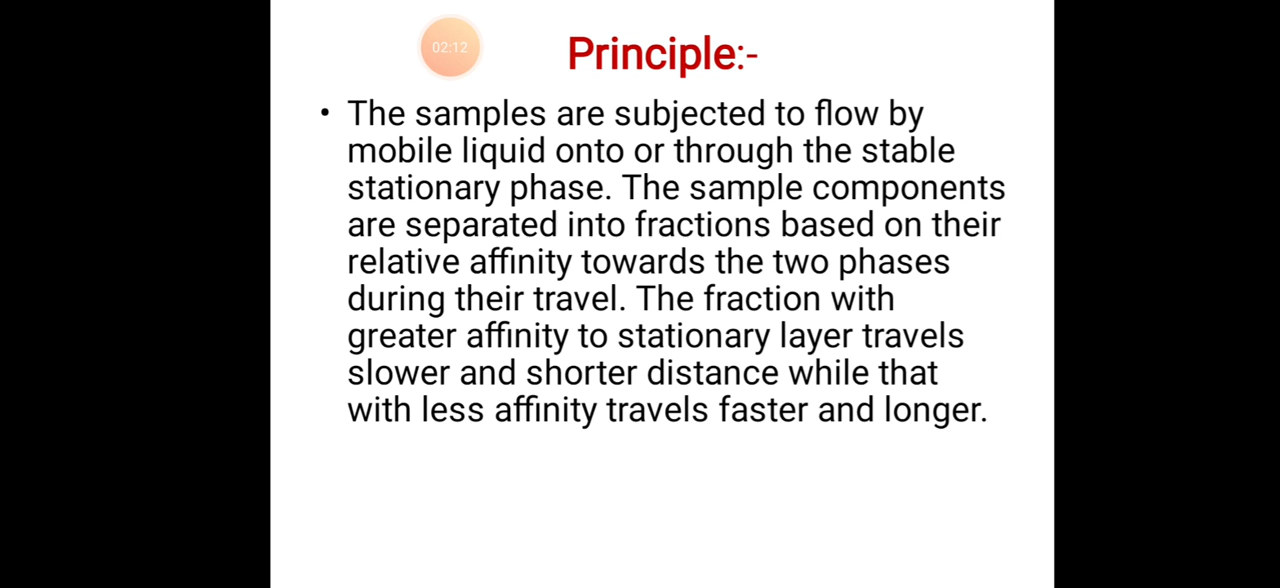 02:12
Principle:-
• The samples are subjected to flow by
mobile liquid onto or through the stable
stationary phase. The sample components
are separated into fractions based on their
relative affinity towards the two phases
during their travel. The fraction with
greater affinity to stationary layer travels
slower and shorter distance while that
with less affinity travels faster and longer.